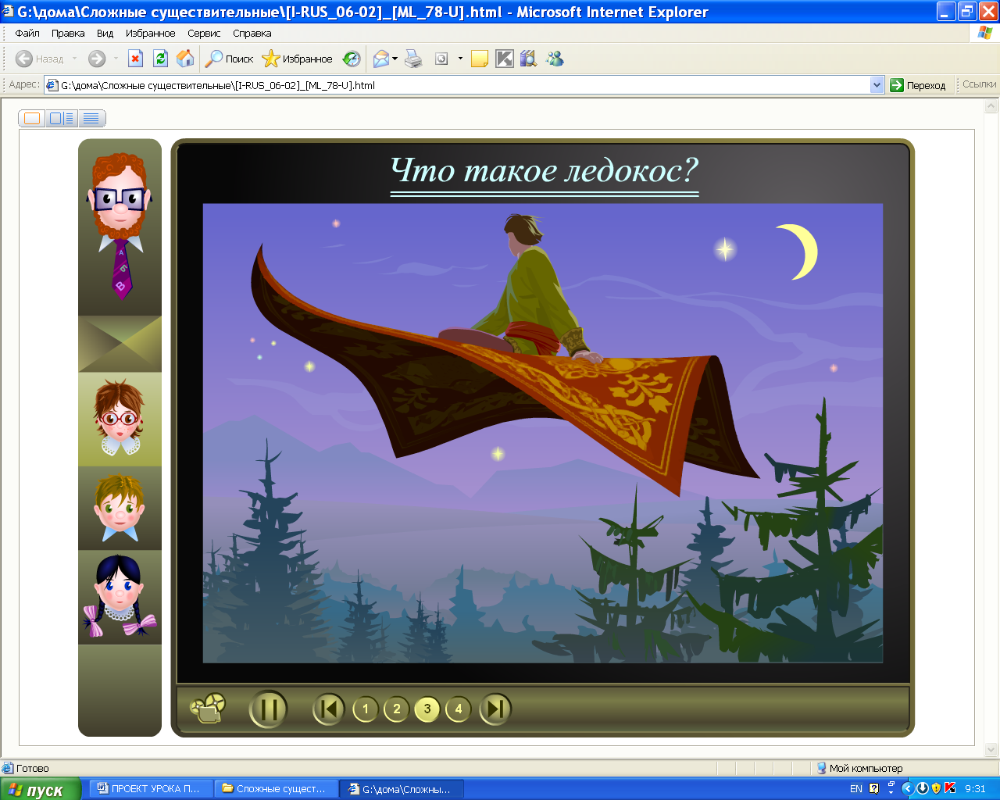 G:\дома\Сложные существительные\[I-RUS_06-02]_[ML_78-U].html - Microsoft Internet Explorer
Файл Правка Вид Избранное Сервис Справка
Назад Поиск Избранное
Адрес: G:\дома\Сложные существительные\[I-RUS_06-02]_[ML_78-U].html Переход Ссылки
Что такое ледокос?
А
Б
В
1 2 3 4
Готово Мой компьютер
пуск ПРОЕКТ УРОКА П... Сложные сущест... G:\дома\Сложны... EN 9:31